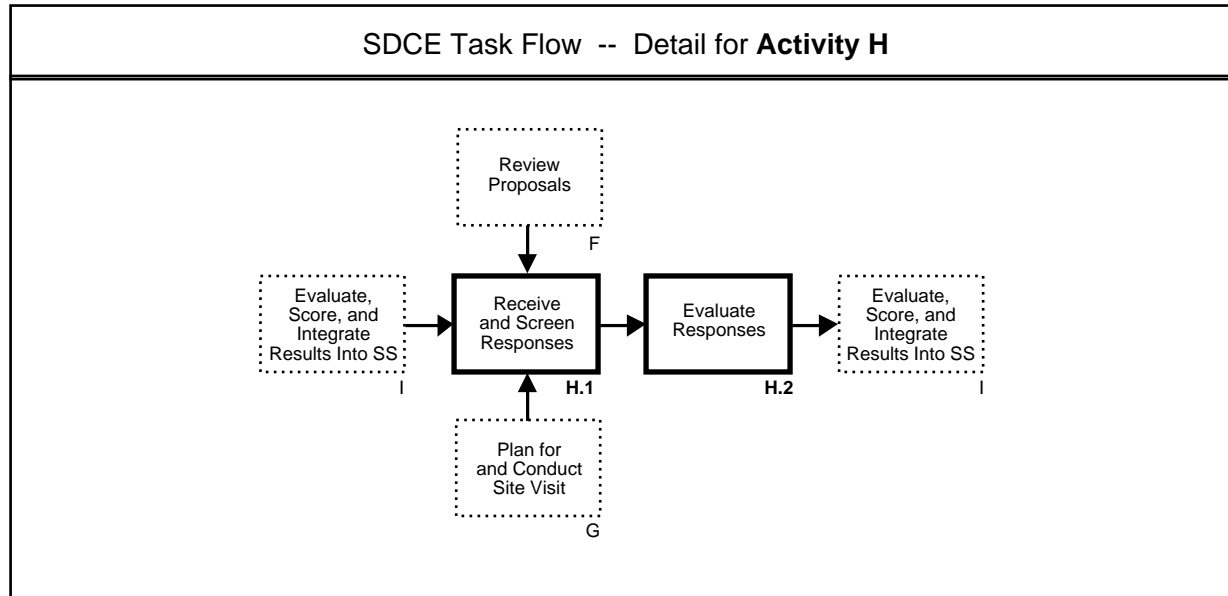 SDCE Task Flow -- Detail for Activity H
Review
Proposals
F
Evaluate,
Score, and
Integrate
Results Into SS
I
Receive
and Screen
Responses
H.1
Evaluate
Responses
H.2
Evaluate,
Score, and
Integrate
Results Into SS
I
Plan for
and Conduct
Site Visit
G